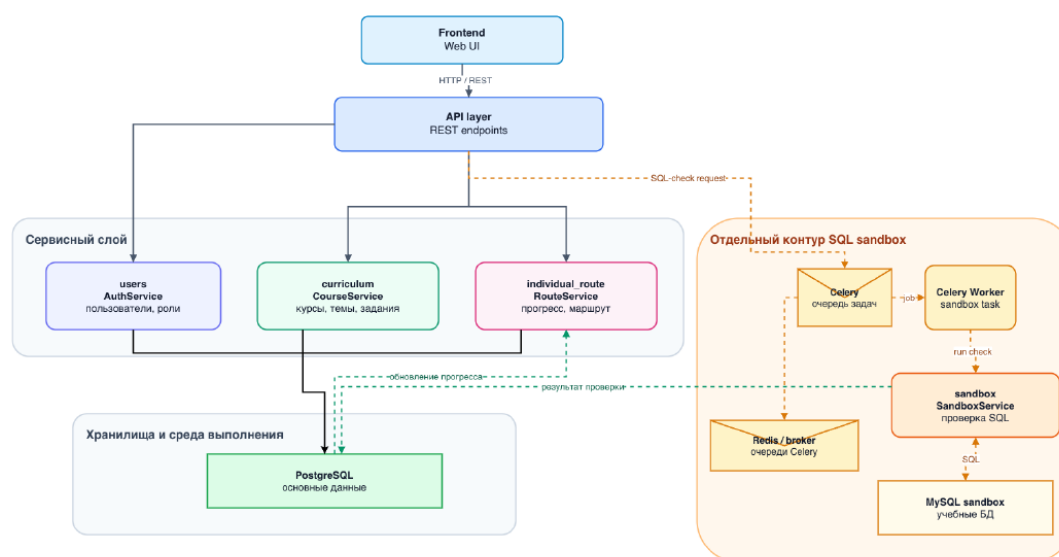 Frontend
Web UI
HTTP / REST
API layer
REST endpoints
SQL-check request
Сервисный слой
users
AuthService
пользователи, роли
curriculum
CourseService
курсы, темы, задания
individual_route
RouteService
прогресс, маршрут
Отдельный контур SQL sandbox
Celery
очередь задач
job
Celery Worker
sandbox task
run check
обновление прогресса
результат проверки
sandbox
SandboxService
проверка SQL
Redis / broker
очереди Celery
SQL
MySQL sandbox
учебные БД
Хранилища и среда выполнения
PostgreSQL
основные данные